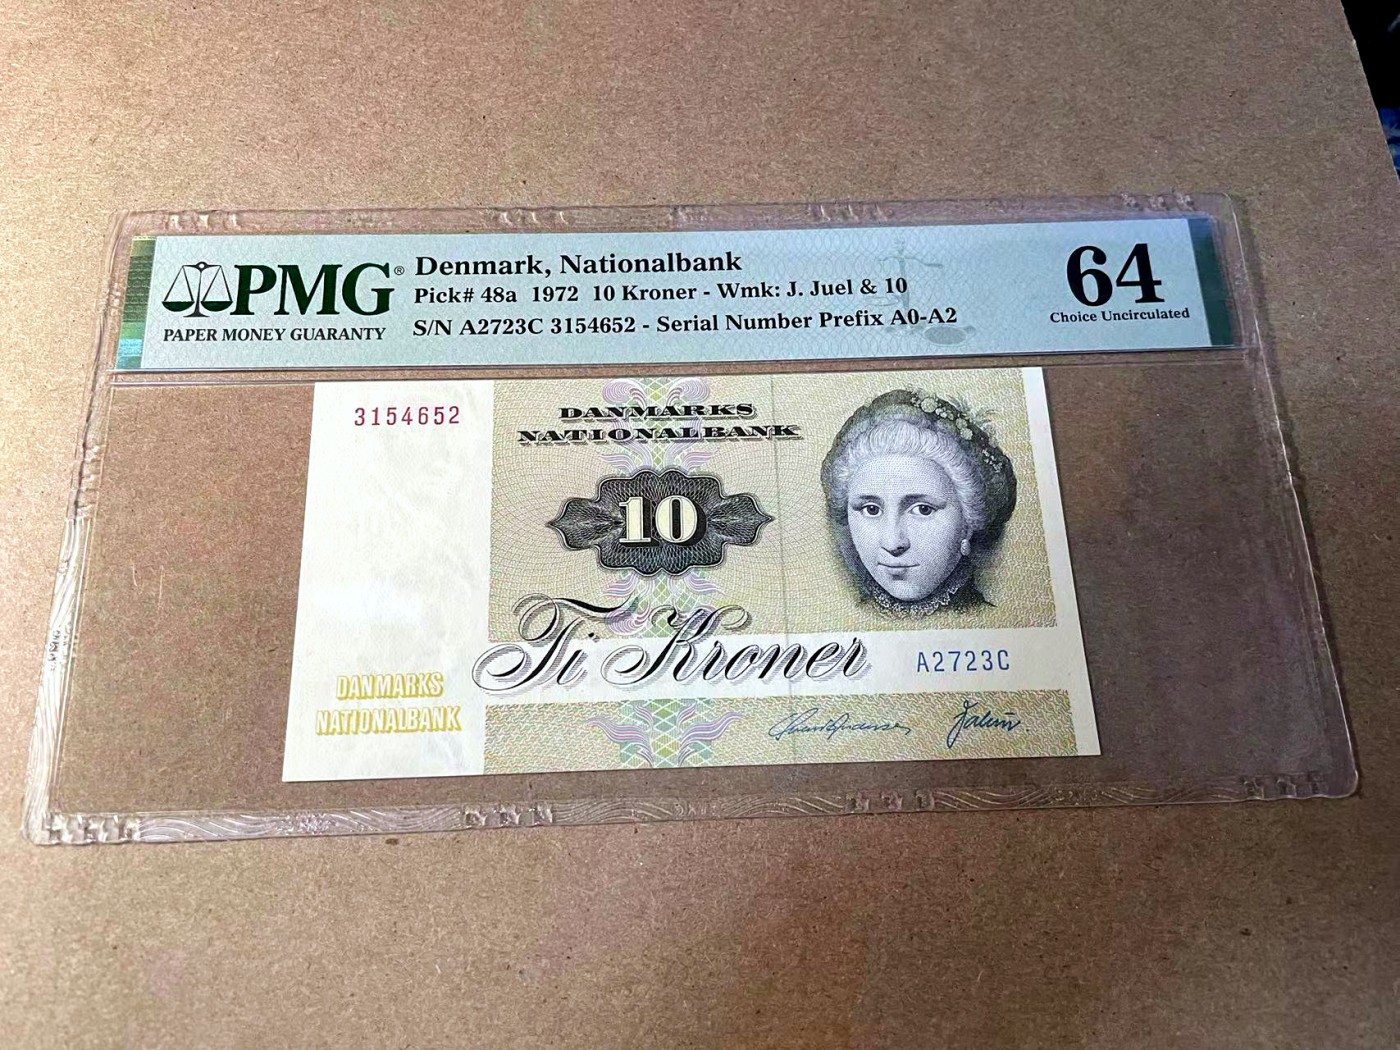 PMG®
PAPER MONEY GUARANTY
Denmark, Nationalbank
Pick# 48a 1972 10 Kroner - Wmk: J. Juel & 10
S/N A2723C 3154652 - Serial Number Prefix A0-A2
64
Choice Uncirculated
3154652
DANMARKS
NATIONALBANK
10
Ti Kroner
A2723C
DANMARKS
NATIONALBANK